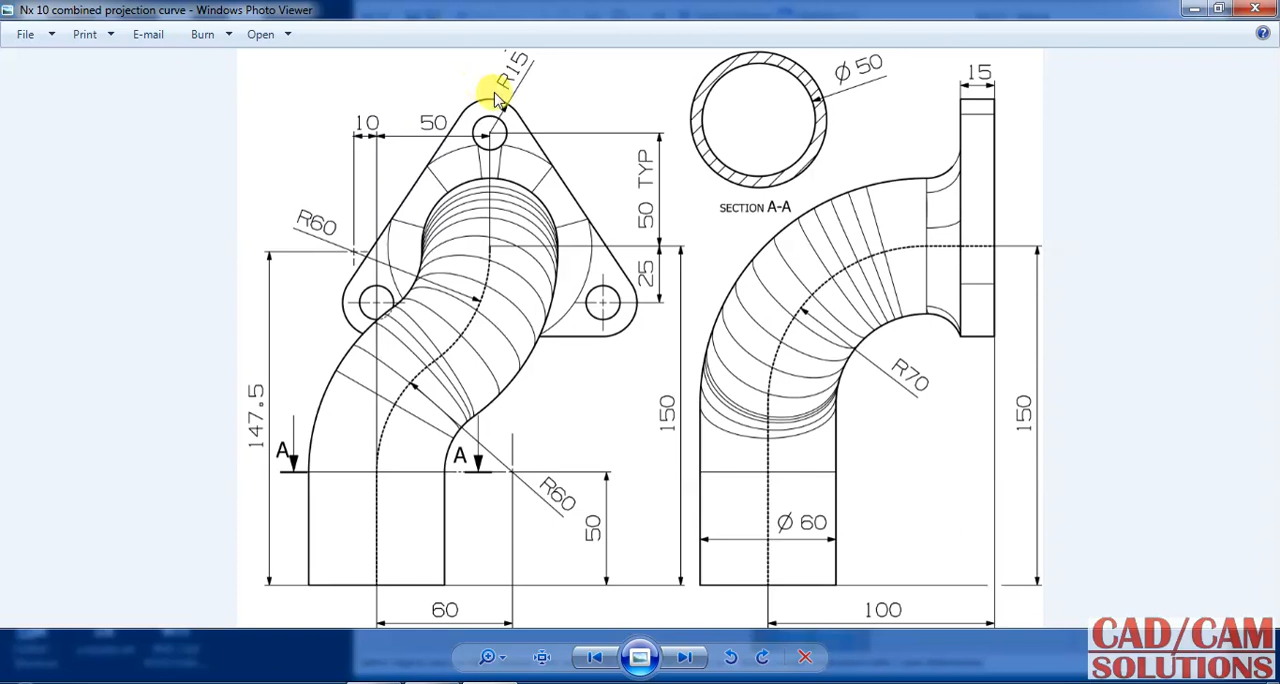 Nx 10 combined projection curve - Windows Photo Viewer
File Print E-mail Burn Open
R15
Ø 50
15
10 50
50 TYP
SECTION A-A
R60
25
R70
147.5
150
150
A A
R60
50
Ø 60
60
100
CAD/CAM
SOLUTIONS